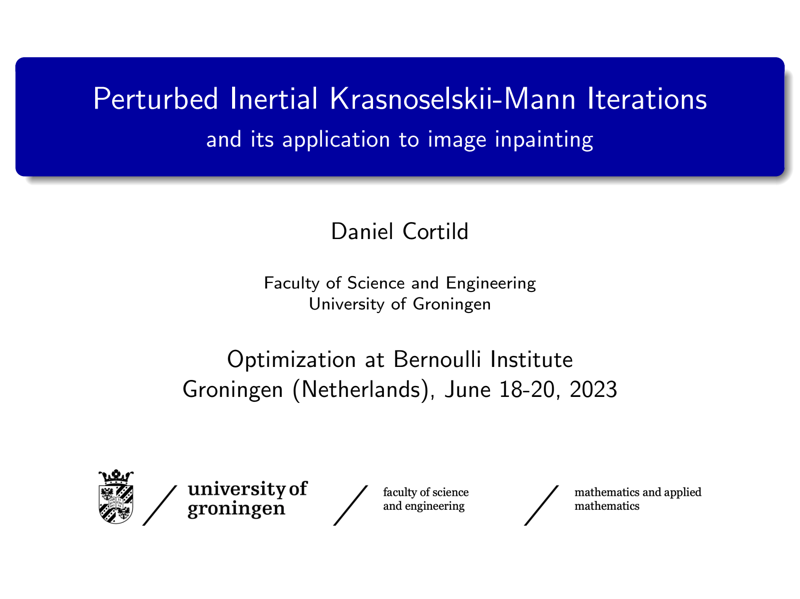 Perturbed Inertial Krasnoselskii-Mann Iterations
and its application to image inpainting
Daniel Cortild
Faculty of Science and Engineering
University of Groningen
Optimization at Bernoulli Institute
Groningen (Netherlands), June 18-20, 2023
university of
groningen
faculty of science
and engineering
mathematics and applied
mathematics